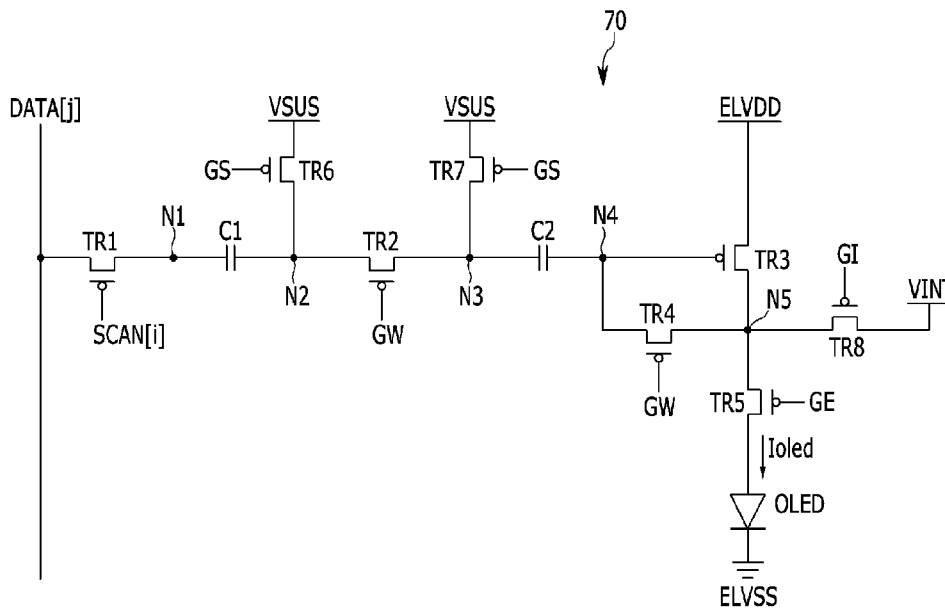 70
DATA[j]
VSUS
VSUS
ELVDD
GS
TR6
TR7
GS
N1
C1
TR2
C2
N4
TR1
TR3
GI
N2
N3
N5
VINT
SCAN[i]
GW
TR4
TR8
GW
TR5
GE
Ioled
OLED
ELVSS